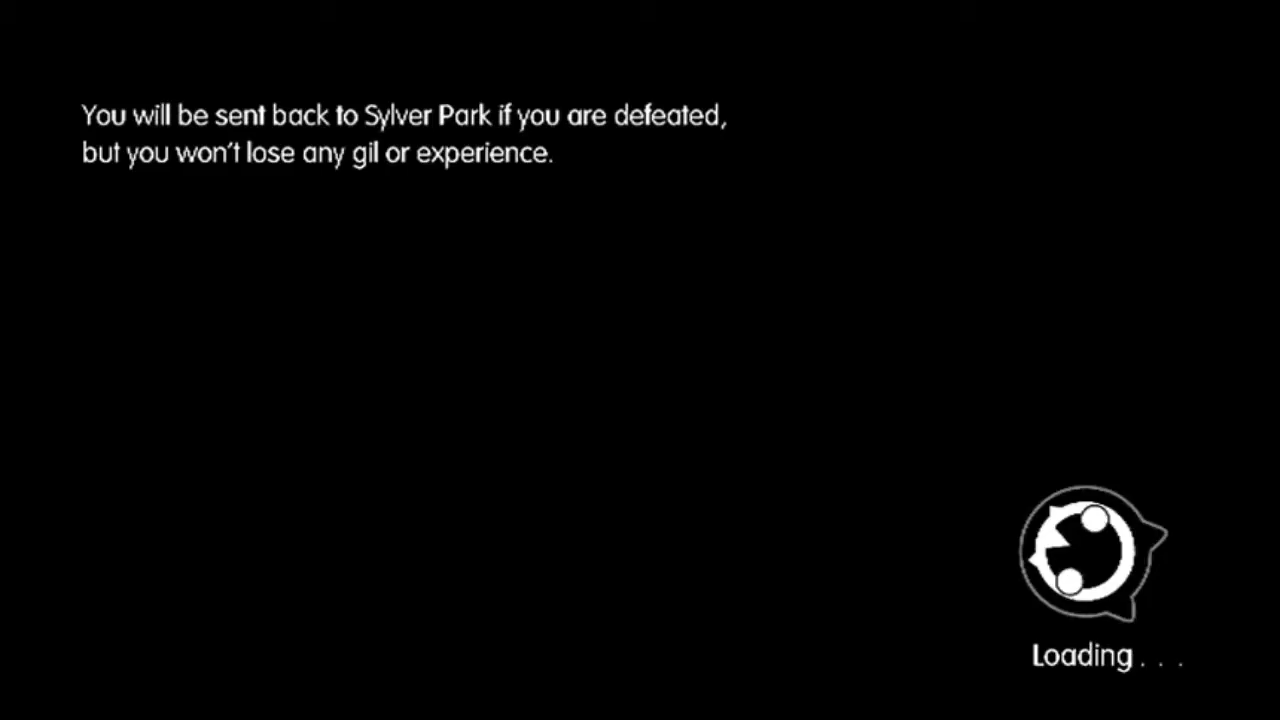 You will be sent back to Sylver Park if you are defeated,
but you won't lose any gil or experience.
Loading . . .